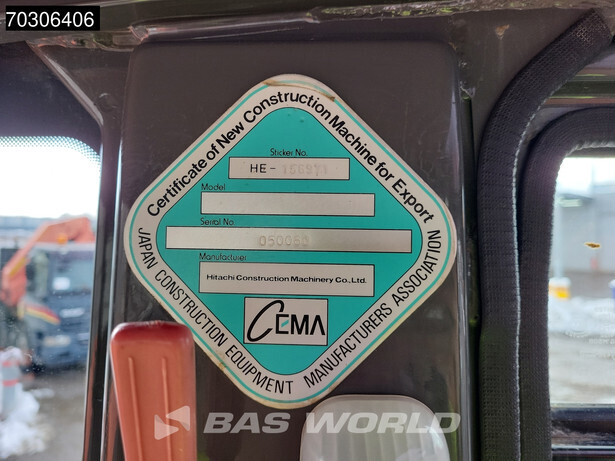 70306406
Certificate of New Construction Machine for Export
Sticker No.
HE-
Model
Serial No.
050050
Manufacturer
Hitachi Construction Machinery Co., Ltd.
CEMA
JAPAN CONSTRUCTION EQUIPMENT MANUFACTURERS ASSOCIATION
BAS WORLD